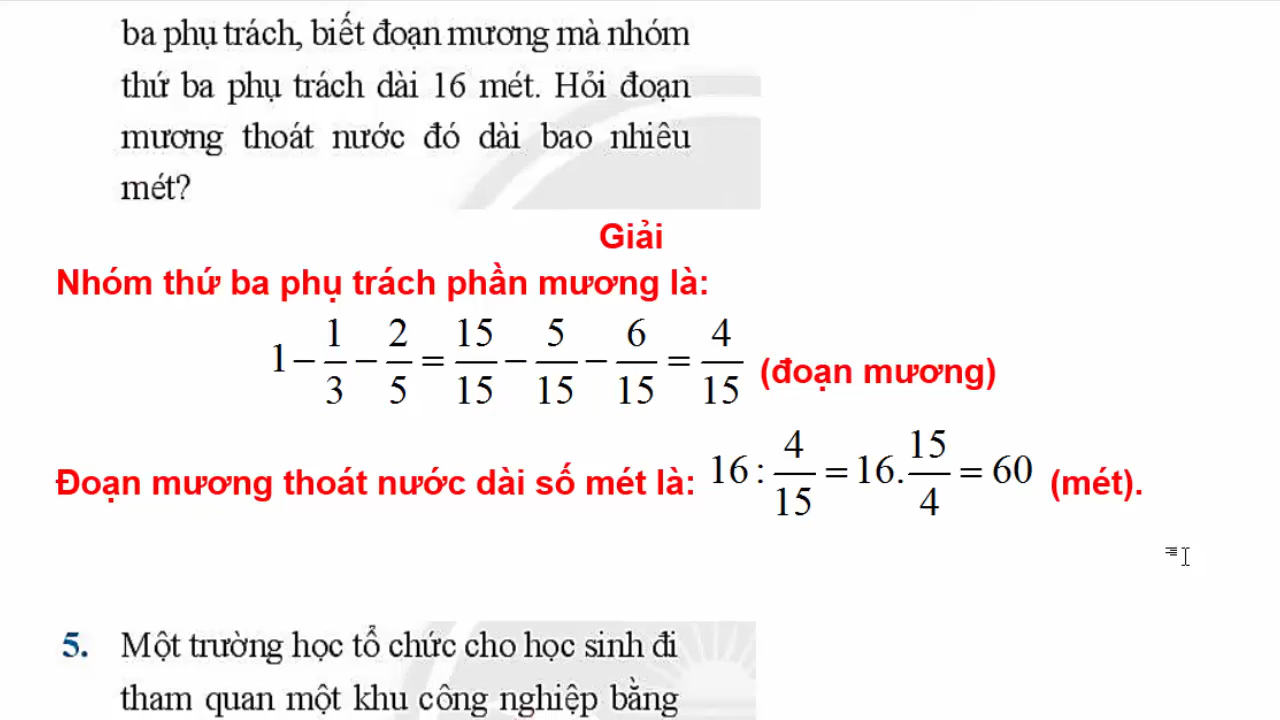 ba phụ trách, biết đoạn mương mà nhóm
thứ ba phụ trách dài 16 mét. Hỏi đoạn
mương thoát nước đó dài bao nhiêu
mét?
Giải
Nhóm thứ ba phụ trách phần mương là:
1 - 1/3 - 2/5 = 15/15 - 5/15 - 6/15 = 4/15 (đoạn mương)
Đoạn mương thoát nước dài số mét là: 16 : 4/15 = 16 . 15/4 = 60 (mét).
5. Một trường học tổ chức cho học sinh đi
tham quan một khu công nghiệp bằng